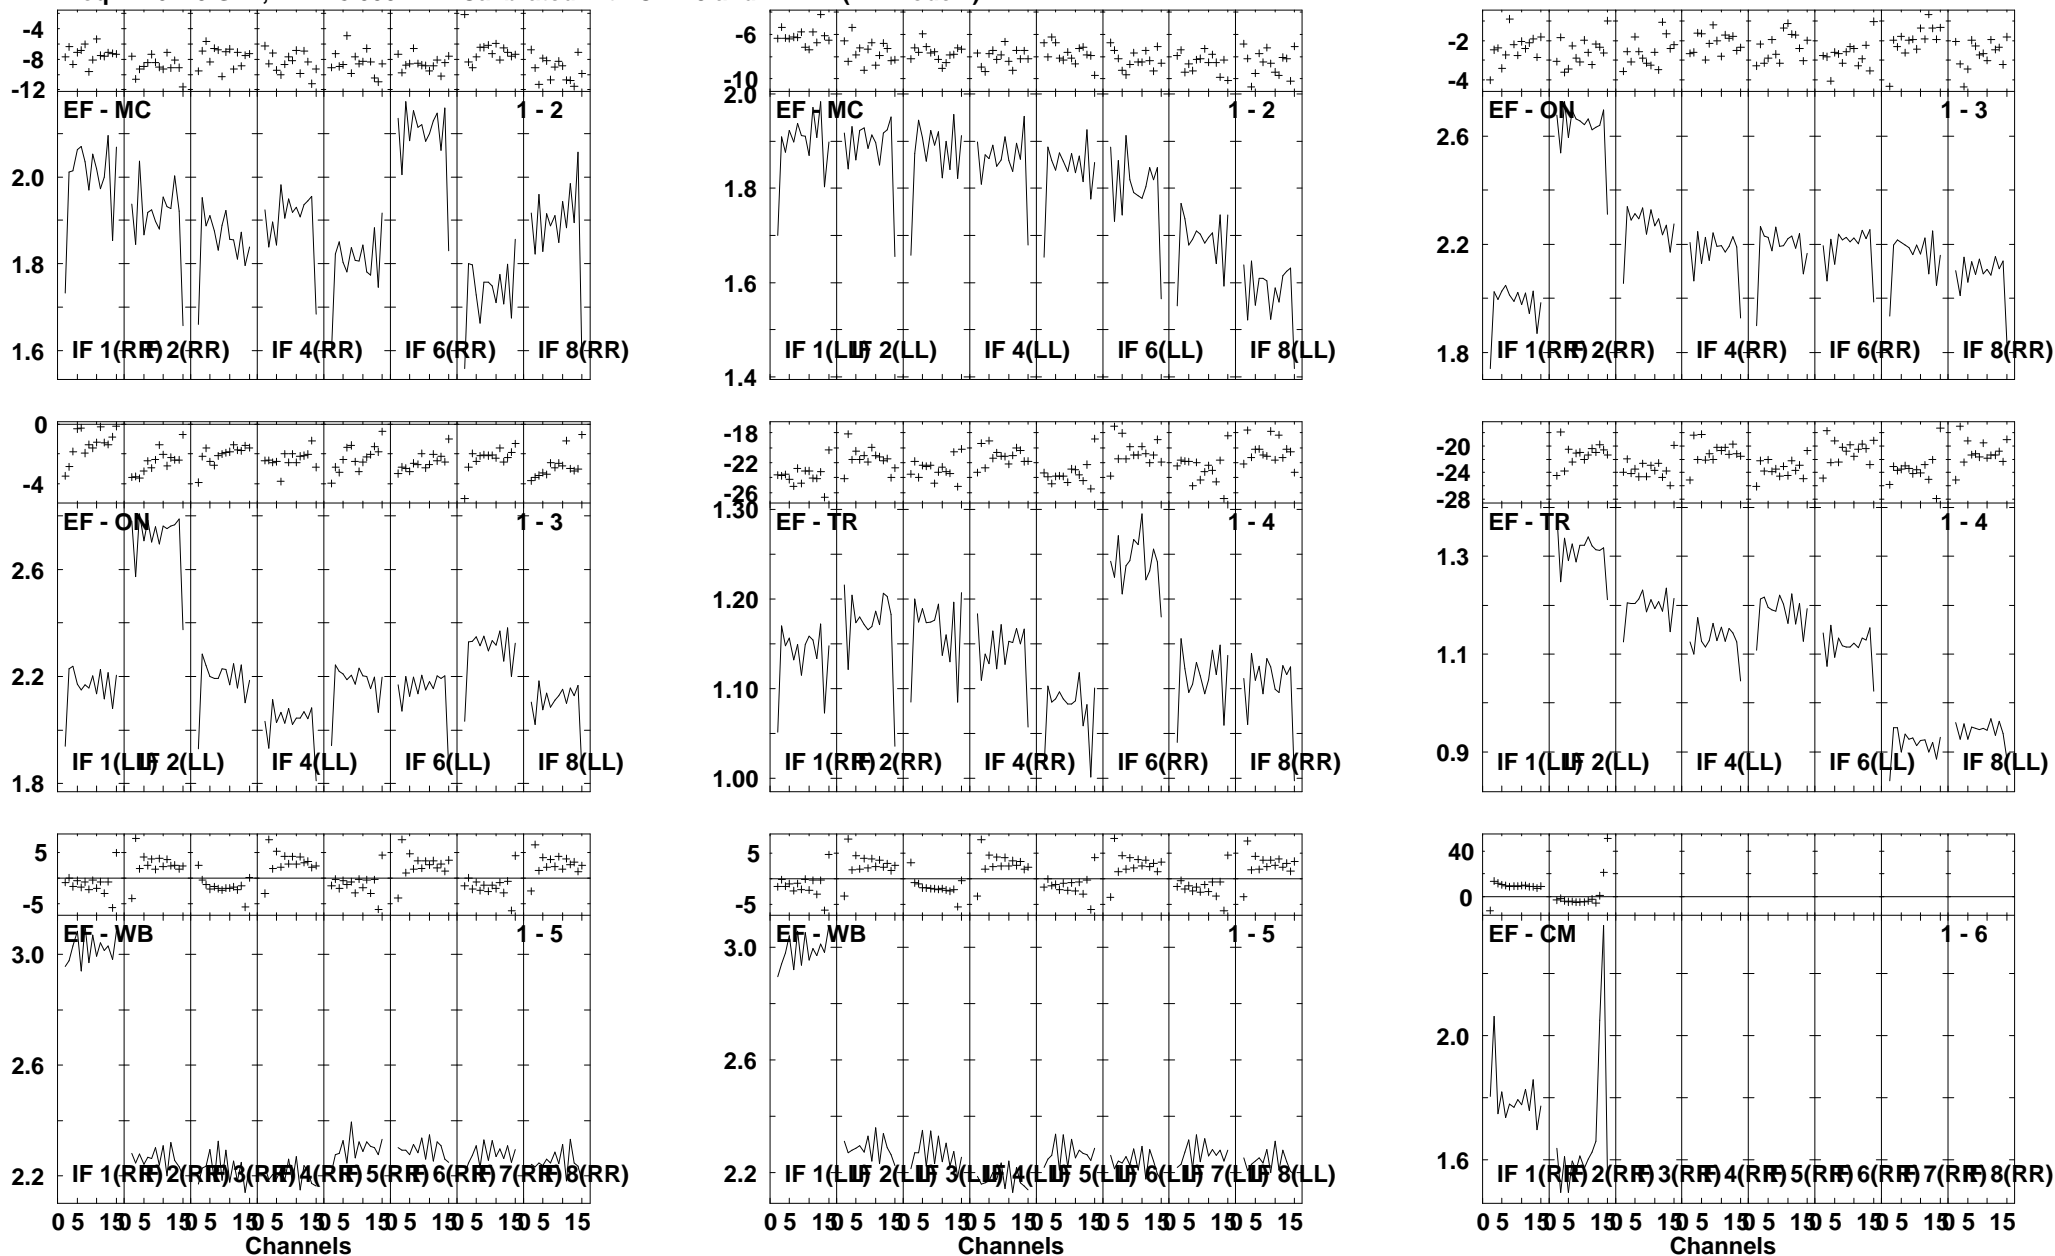 -4
-8
-12
EF - MC 1 - 2
2.0
1.8
1.6
IF 1(RR) IF 2(RR) IF 4(RR) IF 6(RR) IF 8(RR)
-6
-10
2.0
EF - MC 1 - 2
1.8
1.6
1.4
IF 1(LL) IF 2(LL) IF 4(LL) IF 6(LL) IF 8(LL)
-2
-4
EF - ON 1 - 3
2.6
2.2
1.8
IF 1(RR) IF 2(RR) IF 4(RR) IF 6(RR) IF 8(RR)
0
-4
EF - ON 1 - 3
2.6
2.2
1.8
IF 1(LL) IF 2(LL) IF 4(LL) IF 6(LL) IF 8(LL)
-18
-22
-26
1.30
EF - TR 1 - 4
1.20
1.10
1.00
IF 1(RR) IF 2(RR) IF 4(RR) IF 6(RR) IF 8(RR)
-20
-24
-28
EF - TR 1 - 4
1.3
1.1
0.9
IF 1(LL) IF 2(LL) IF 4(LL) IF 6(LL) IF 8(LL)
5
-5
EF - WB 1 - 5
3.0
2.6
2.2
IF 1(RR) IF 2(RR) IF 3(RR) IF 4(RR) IF 5(RR) IF 6(RR) IF 7(RR) IF 8(RR)
0 5 15 0 5 15 0 5 15 0 5 15 0 5 15 0 5 15 0 5 15 0 5 15
Channels
5
-5
EF - WB 1 - 5
3.0
2.6
2.2
IF 1(LL) IF 2(LL) IF 3(LL) IF 4(LL) IF 5(LL) IF 6(LL) IF 7(LL) IF 8(LL)
0 5 15 0 5 15 0 5 15 0 5 15 0 5 15 0 5 15 0 5 15 0 5 15
Channels
40
0
EF - CM 1 - 6
2.0
1.6
IF 1(RR) IF 2(RR) IF 3(RR) IF 4(RR) IF 5(RR) IF 6(RR) IF 7(RR) IF 8(RR)
0 5 15 0 5 15 0 5 15 0 5 15 0 5 15 0 5 15 0 5 15 0 5 15
Channels